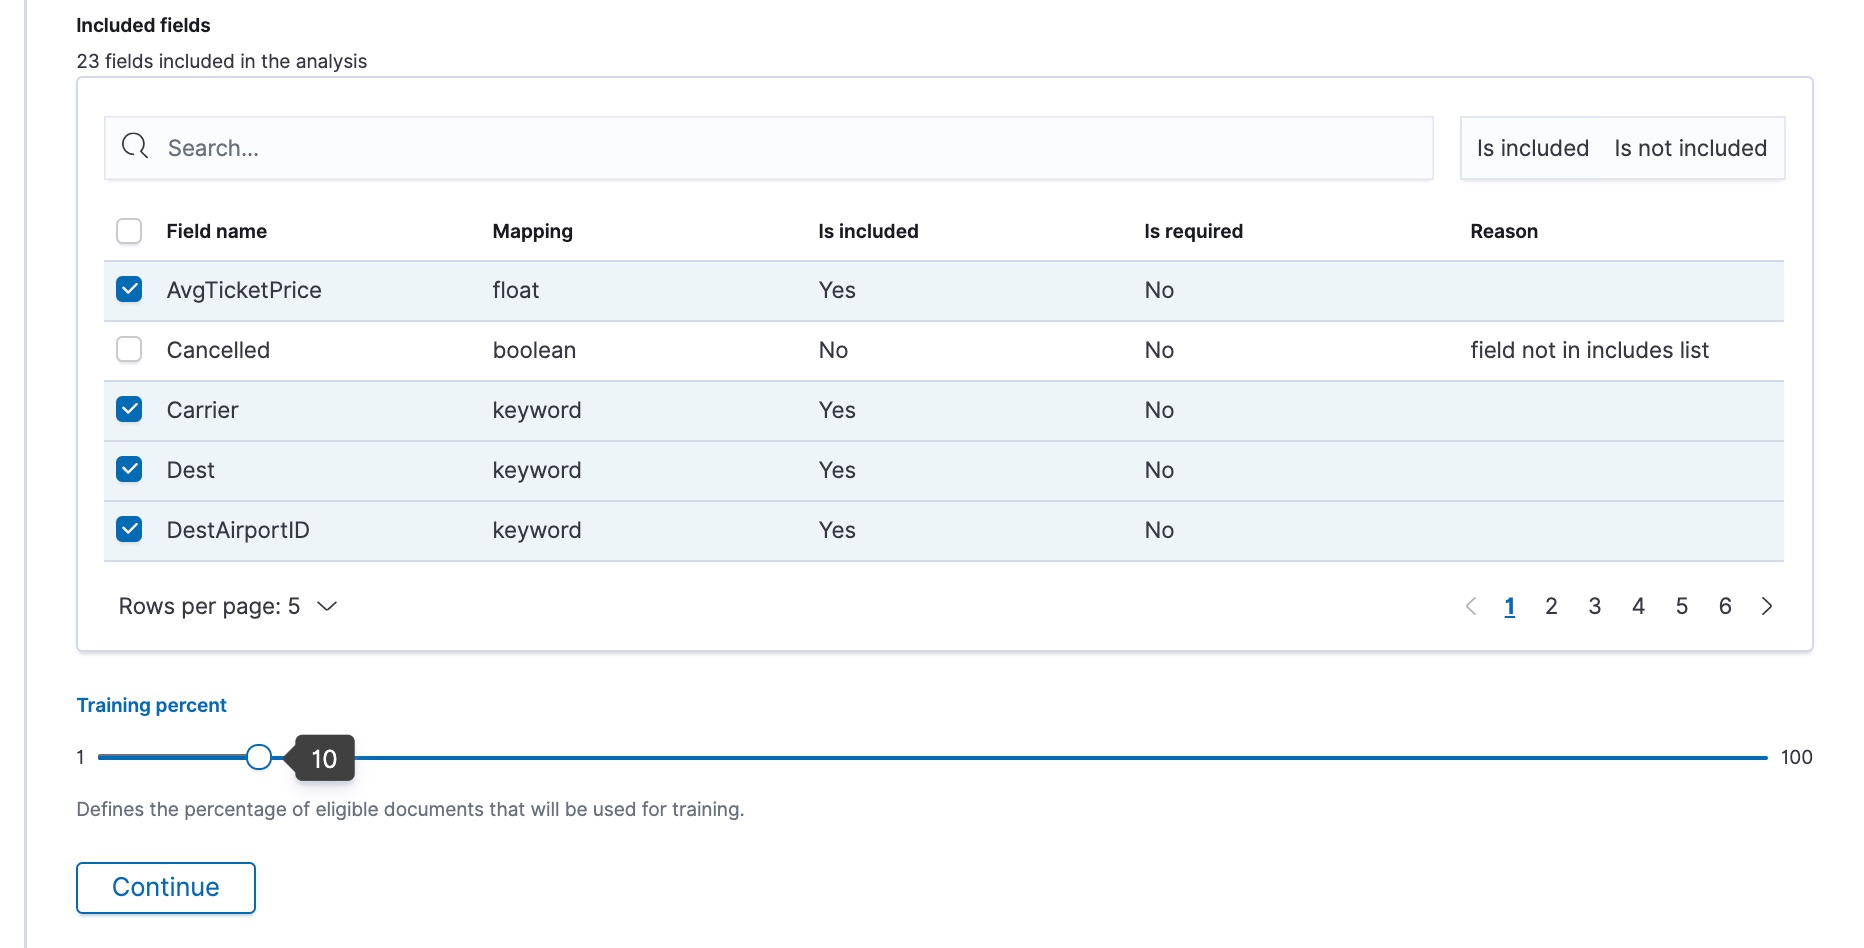 Included fields
23 fields included in the analysis
Search...
Is included Is not included
Field name Mapping Is included Is required Reason
AvgTicketPrice float Yes No
Cancelled boolean No No field not in includes list
Carrier keyword Yes No
Dest keyword Yes No
DestAirportID keyword Yes No
Rows per page: 5 1 2 3 4 5 6
Training percent
1 10 100
Defines the percentage of eligible documents that will be used for training.
Continue